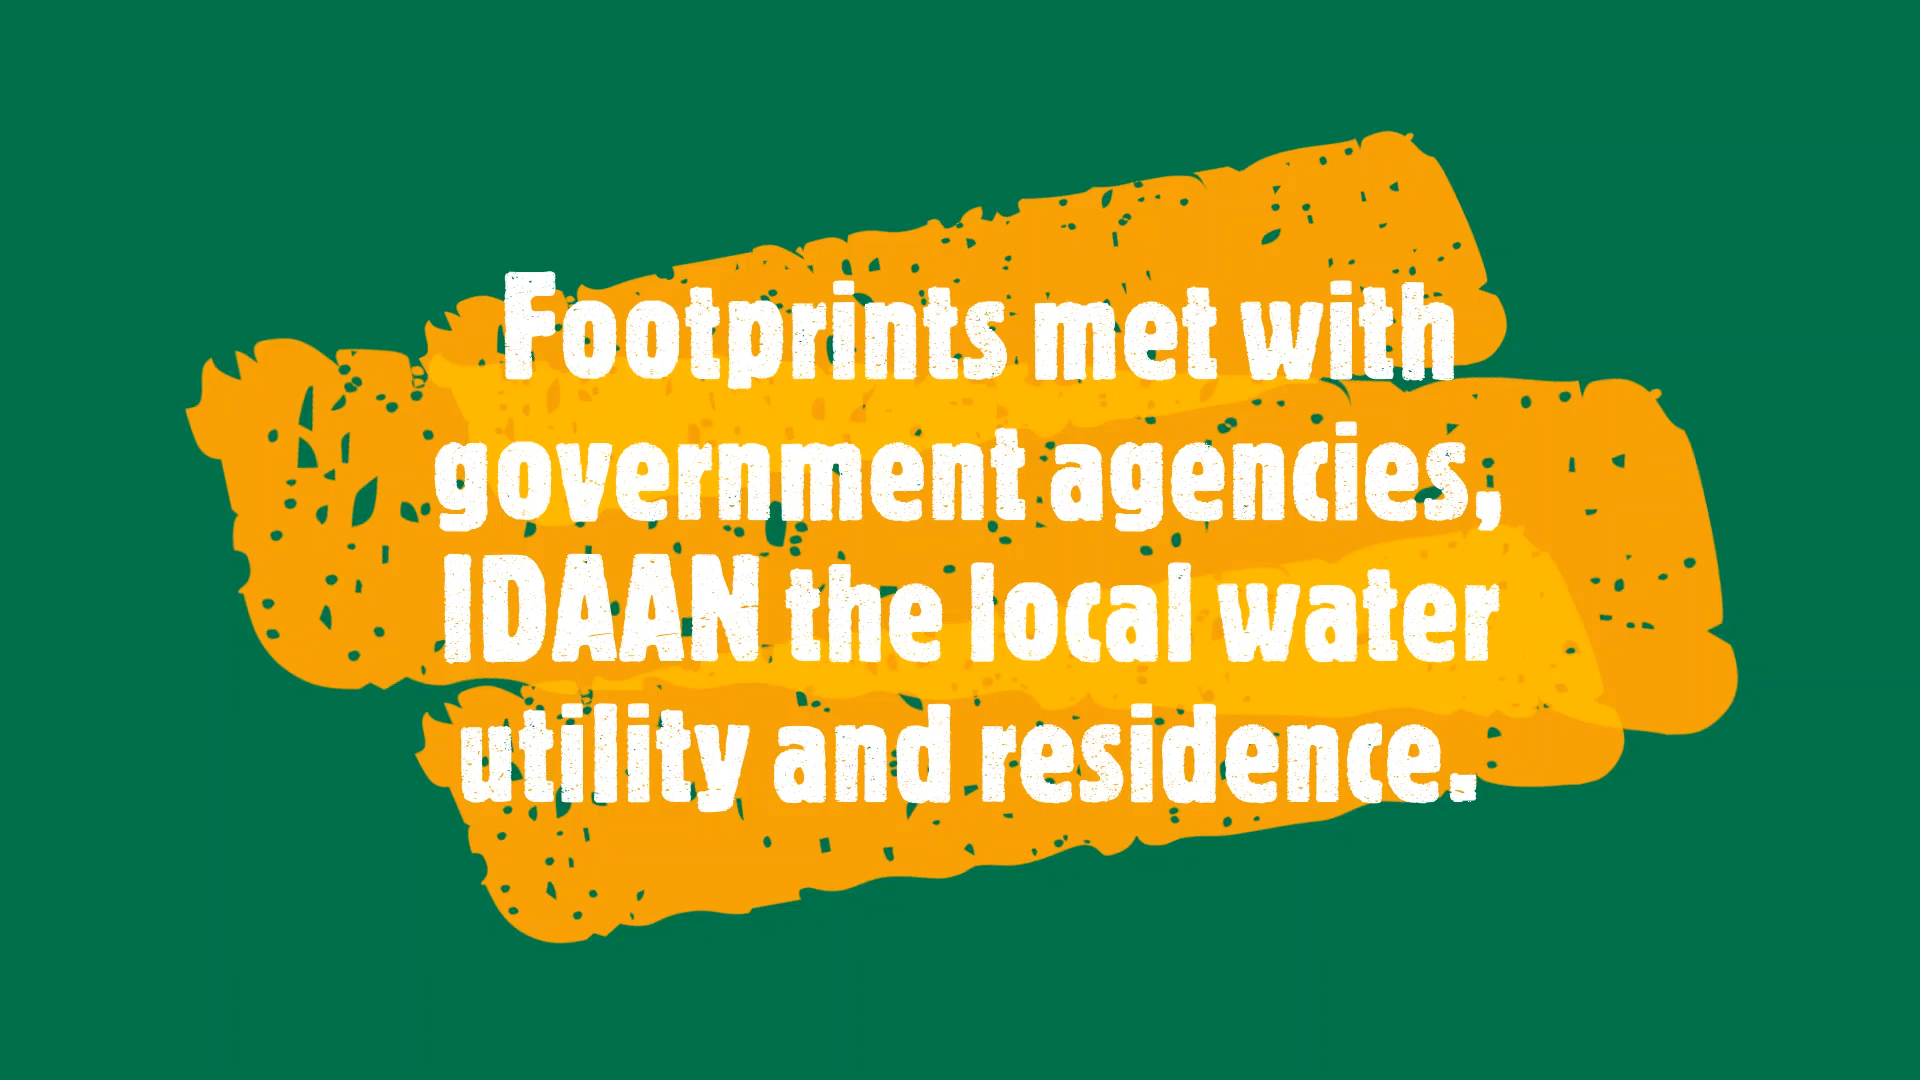 Footprints met with
government agencies,
IDAAN the local water
utility and residence.